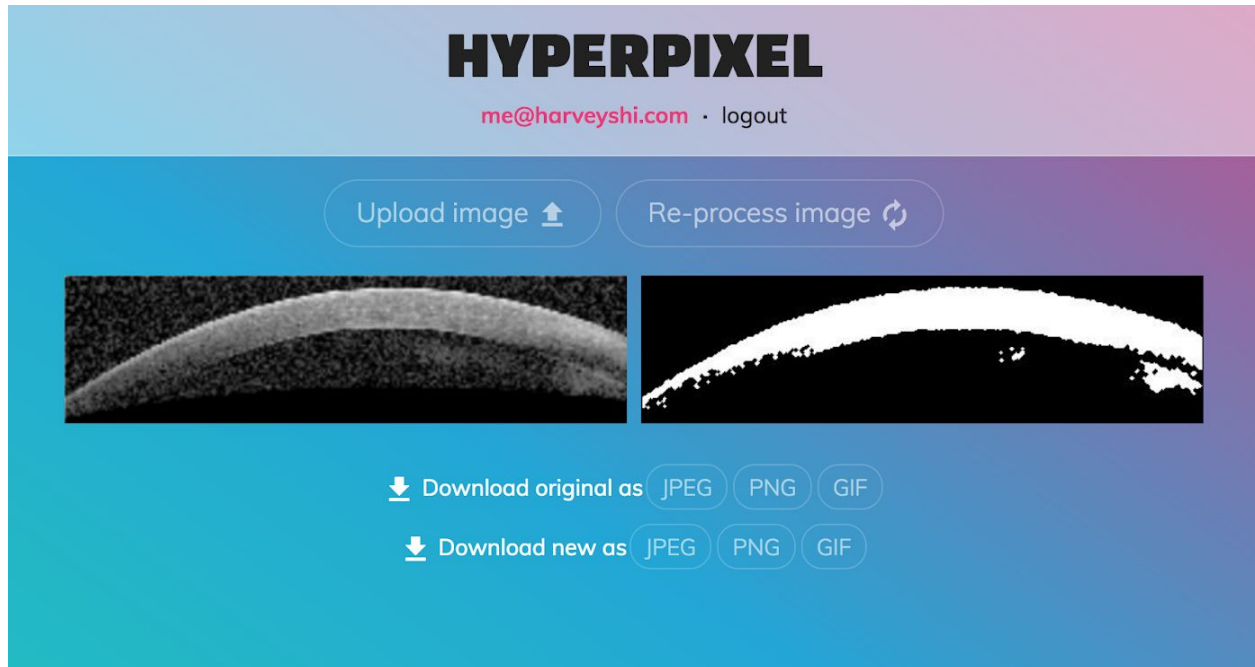 HYPERPIXEL
me@harveyshi.com · logout
Upload image Re-process image
Download original as JPEG PNG GIF
Download new as JPEG PNG GIF